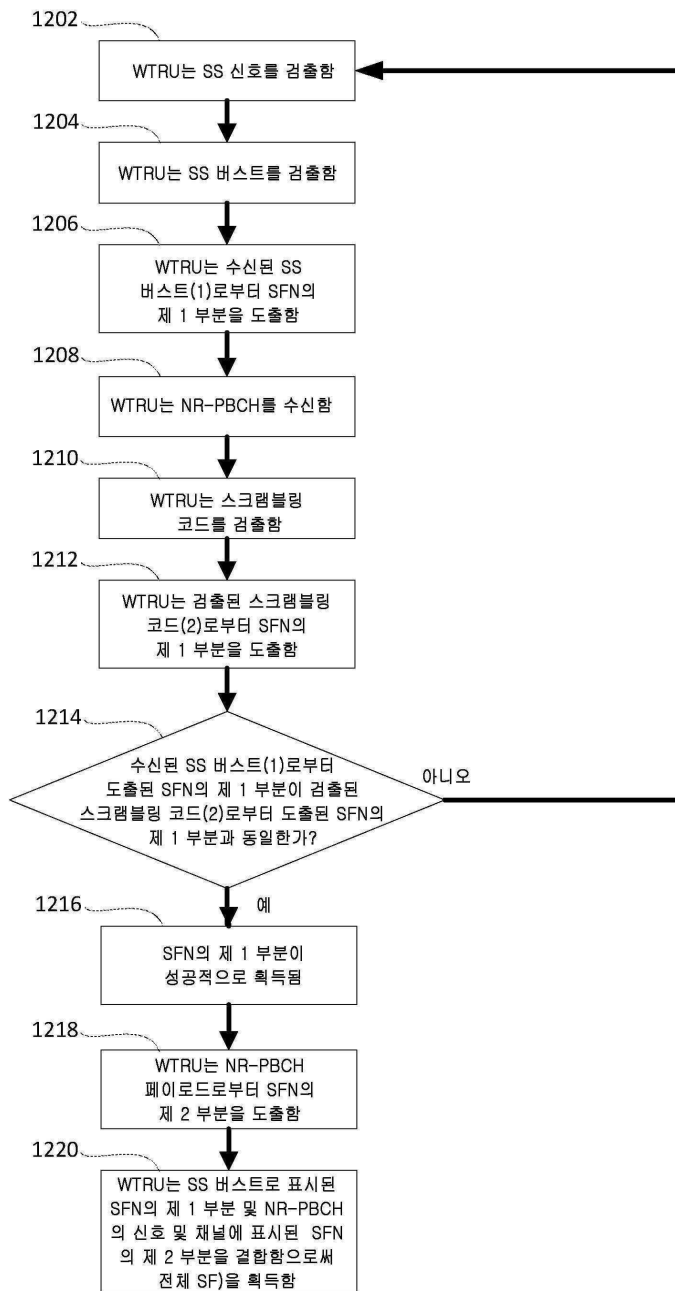 1202
WTRU는 SS 신호를 검출함
1204
WTRU는 SS 버스트를 검출함
1206
WTRU는 수신된 SS
버스트(1)로부터 SFN의
제 1 부분을 도출함
1208
WTRU는 NR-PBCH를 수신함
1210
WTRU는 스크램블링
코드를 검출함
1212
WTRU는 검출된 스크램블링
코드(2)로부터 SFN의
제 1 부분을 도출함
1214
수신된 SS 버스트(1)로부터
도출된 SFN의 제 1 부분이 검출된
스크램블링 코드(2)로부터 도출된 SFN의
제 1 부분과 동일한가?
아니오
예
1216
SFN의 제 1 부분이
성공적으로 획득됨
1218
WTRU는 NR-PBCH
페이로드로부터 SFN의
제 2 부분을 도출함
1220
WTRU는 SS 버스트로 표시된
SFN의 제 1 부분 및 NR-PBCH
의 신호 및 채널에 표시된 SFN
의 제 2 부분을 결합함으로써
전체 SF)을 획득함